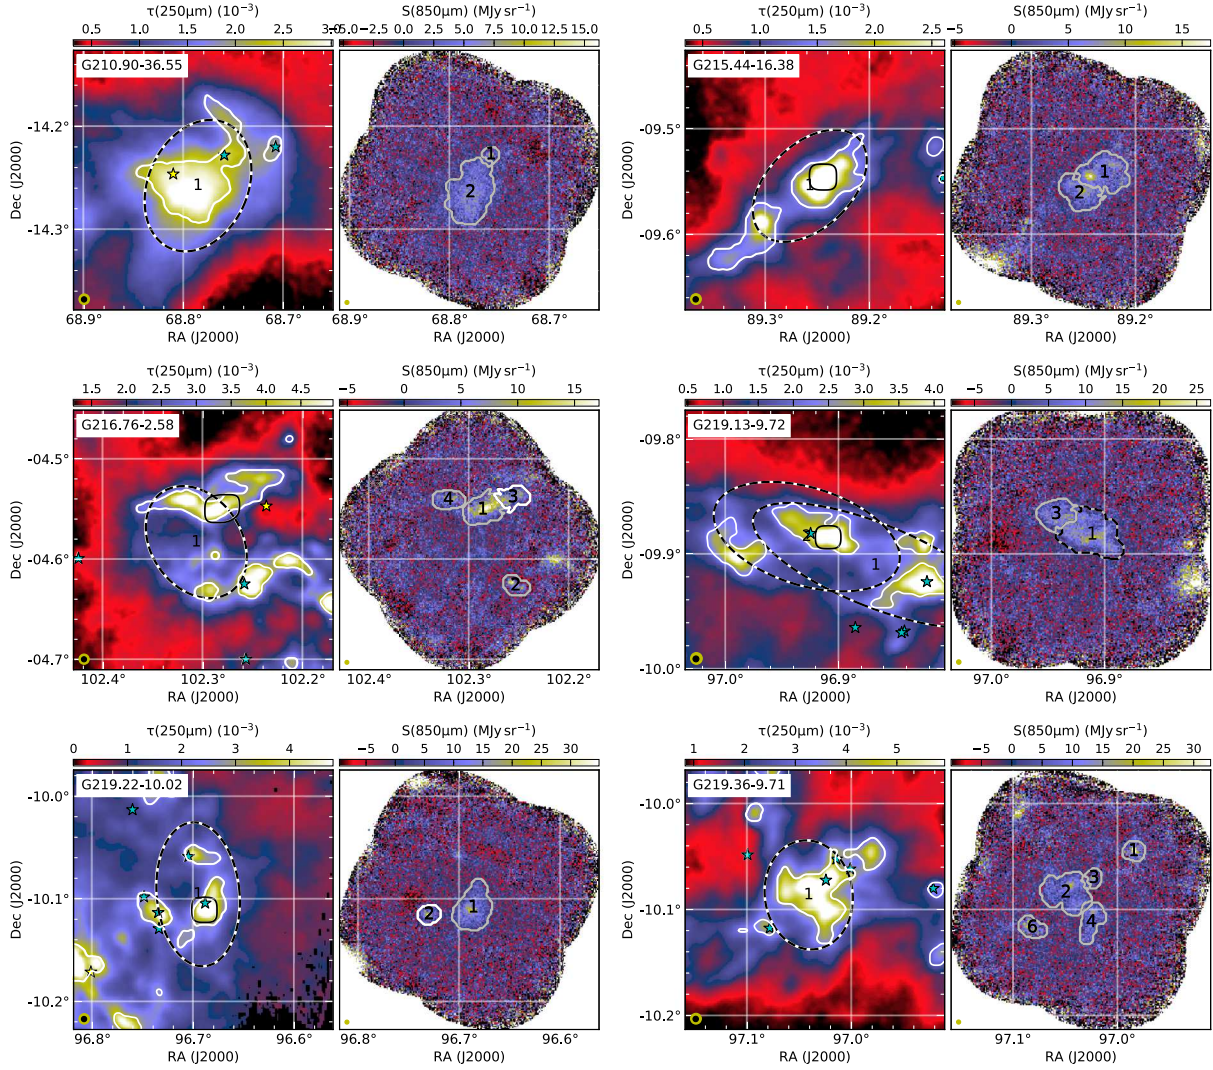 τ(250μm) (10⁻³)
0.5 1.0 1.5 2.0 2.5 3.0
S(850μm) (MJy sr⁻¹)
−5.0 −2.5 0.0 2.5 5.0 7.5 10.0 12.5 15.0
τ(250μm) (10⁻³)
0.5 1.0 1.5 2.0 2.5
S(850μm) (MJy sr⁻¹)
−5 0 5 10 15
G210.90-36.55
G215.44-16.38
Dec (J2000)
-14.2°
-14.3°
1
1
2
Dec (J2000)
-09.5°
-09.6°
1
1
2
68.9° 68.8° 68.7°
68.9° 68.8° 68.7°
89.3° 89.2°
89.3° 89.2°
RA (J2000)
RA (J2000)
RA (J2000)
RA (J2000)
τ(250μm) (10⁻³)
1.5 2.0 2.5 3.0 3.5 4.0 4.5
S(850μm) (MJy sr⁻¹)
−5 0 5 10 15
τ(250μm) (10⁻³)
0.5 1.0 1.5 2.0 2.5 3.0 3.5 4.0
S(850μm) (MJy sr⁻¹)
−5 0 5 10 15 20 25
G216.76-2.58
G219.13-9.72
Dec (J2000)
-04.5°
-04.6°
-04.7°
1
4
1
3
2
Dec (J2000)
-09.8°
-09.9°
-10.0°
1
3
1
102.4° 102.3° 102.2°
102.4° 102.3° 102.2°
97.0° 96.9°
97.0° 96.9°
RA (J2000)
RA (J2000)
RA (J2000)
RA (J2000)
τ(250μm) (10⁻³)
0 1 2 3 4
S(850μm) (MJy sr⁻¹)
−5 0 5 10 15 20 25 30
τ(250μm) (10⁻³)
1 2 3 4 5
S(850μm) (MJy sr⁻¹)
−5 0 5 10 15 20 25 30
G219.22-10.02
G219.36-9.71
Dec (J2000)
-10.0°
-10.1°
-10.2°
1
2
1
Dec (J2000)
-10.0°
-10.1°
-10.2°
1
1
2
3
4
6
96.8° 96.7° 96.6°
96.8° 96.7° 96.6°
97.1° 97.0°
97.1° 97.0°
RA (J2000)
RA (J2000)
RA (J2000)
RA (J2000)